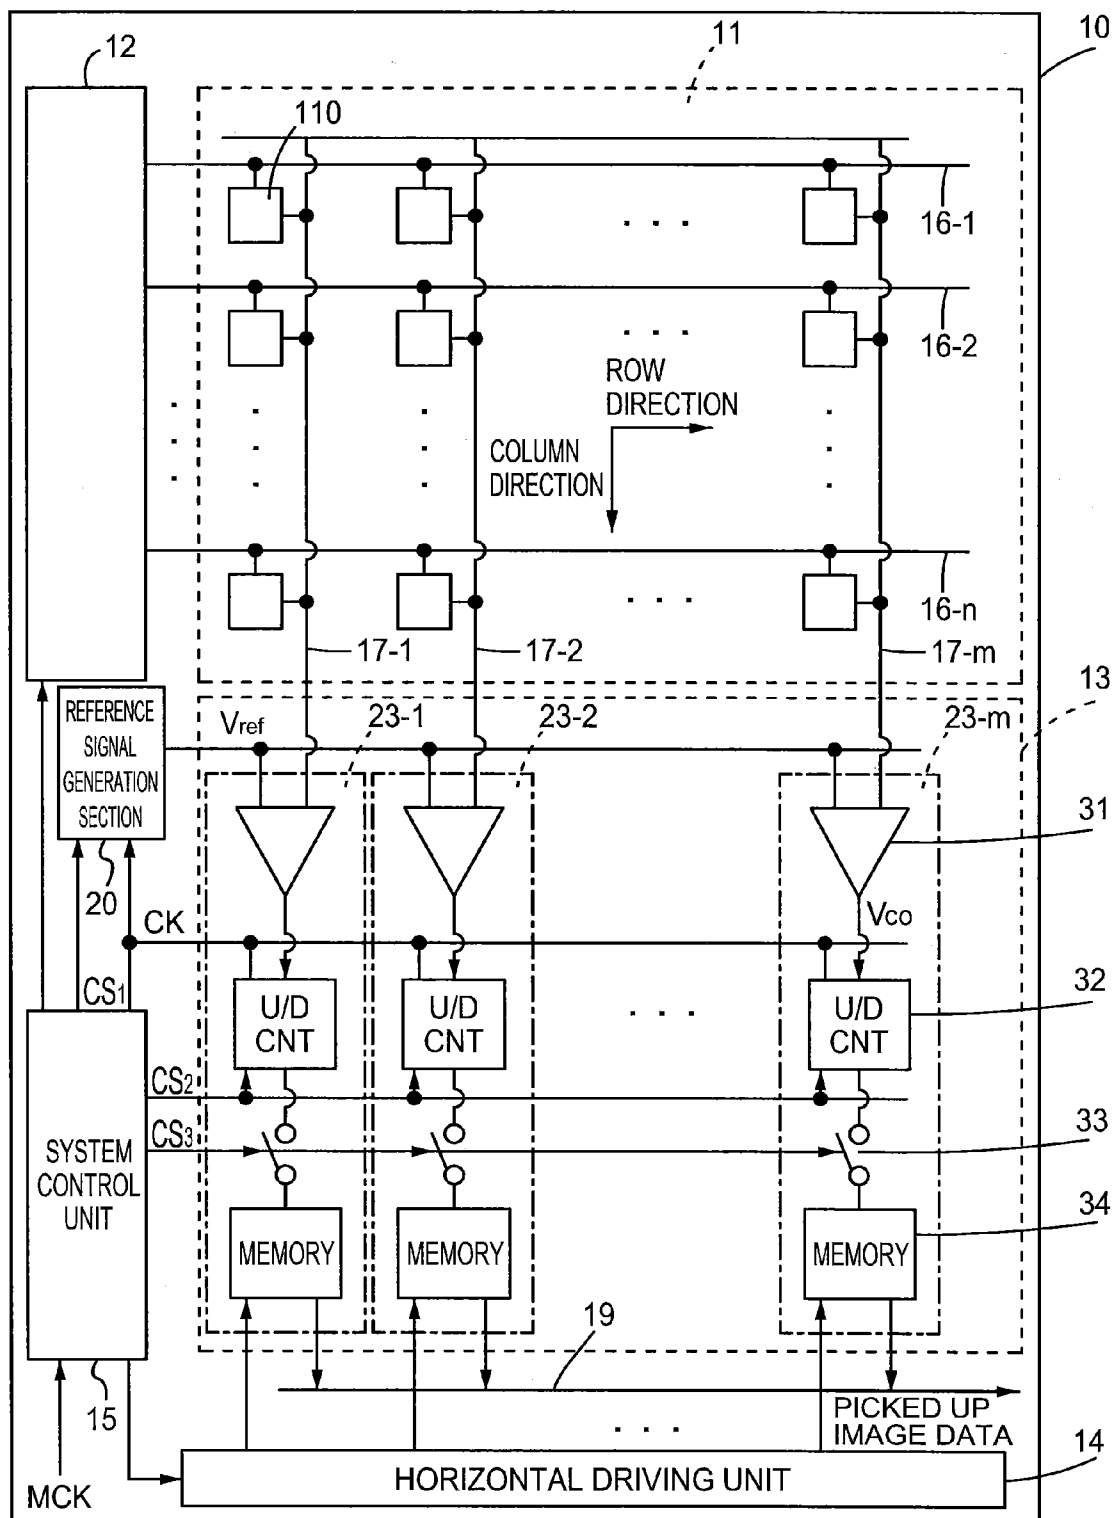 10
12
11
110
16-1
16-2
ROW
DIRECTION
COLUMN
DIRECTION
16-n
17-1
17-2
17-m
13
REFERENCE
SIGNAL
GENERATION
SECTION
Vref
23-1
23-2
23-m
31
20
CK
VCO
CS1
U/D
CNT
U/D
CNT
U/D
CNT
32
CS2
CS3
33
SYSTEM
CONTROL
UNIT
34
MEMORY
MEMORY
MEMORY
19
15
PICKED UP
IMAGE DATA
14
MCK
HORIZONTAL DRIVING UNIT